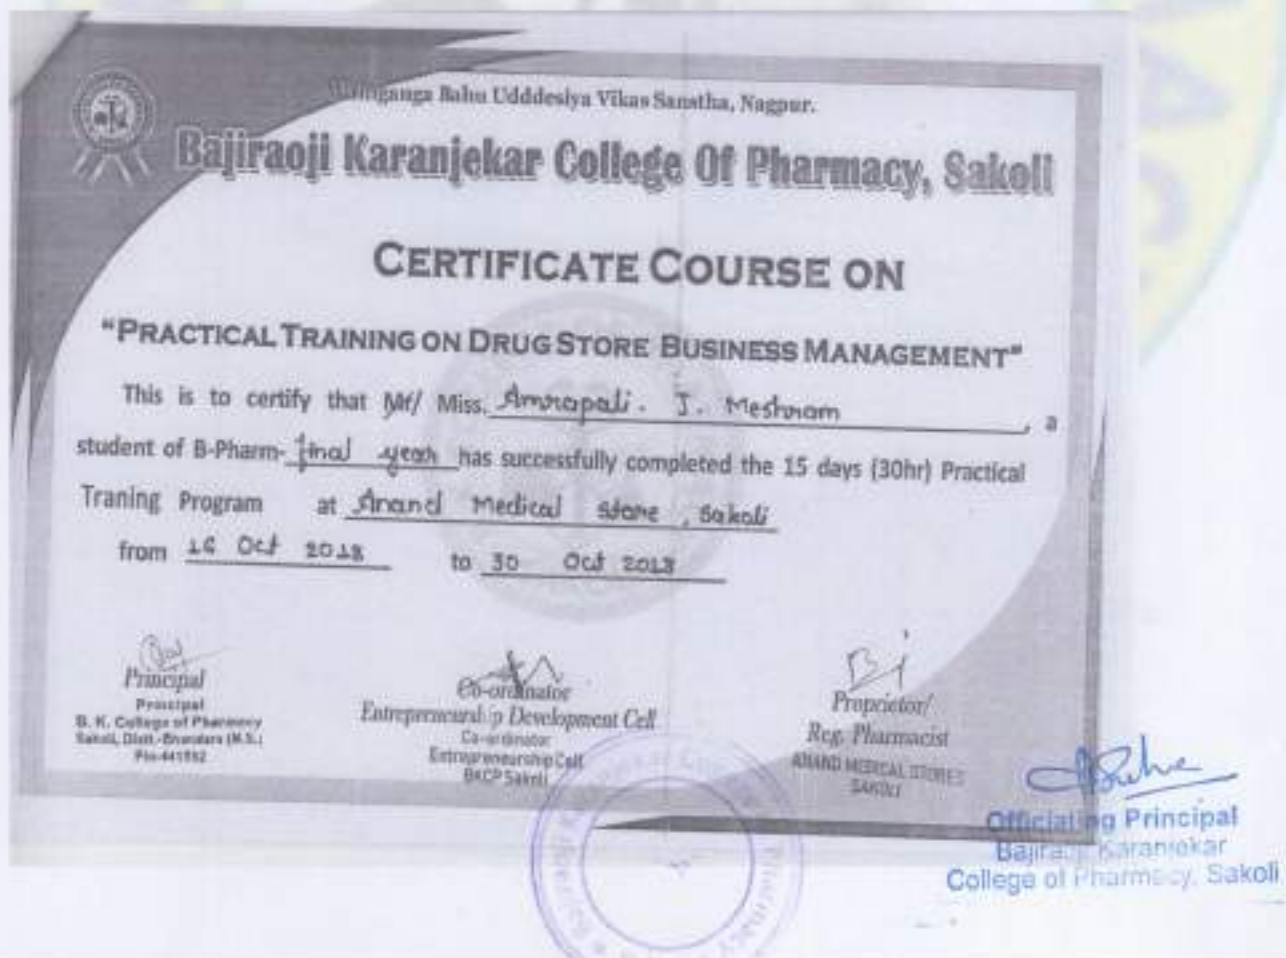 Bahu Udddesiya Vikas Sanstha, Nagpur.
Bajiraoji Karanjekar College Of Pharmacy, Sakoli
CERTIFICATE COURSE ON
"PRACTICAL TRAINING ON DRUG STORE BUSINESS MANAGEMENT"
This is to certify that Mr/ Miss. Amrapali. J. Meshram, a
student of B-Pharm- final year has successfully completed the 15 days (30hr) Practical
Traning Program at Anand Medical Store, Sakoli
from 16 Oct 2018 to 30 Oct 2018
Principal
Principal
B. K. College of Pharmacy
Sakoli, Distt.-Bhandara (M.S.)
Pin-441802
Co-ordinator
Entrepreneurship Development Cell
Co-ordinator
Entrepreneurship Cell
BKCP Sakoli
Proprietor/
Reg. Pharmacist
ANAND MEDICAL STORES
SAKOLI
Officiating Principal
Bajiraoji Karanjekar
College of Pharmacy, Sakoli